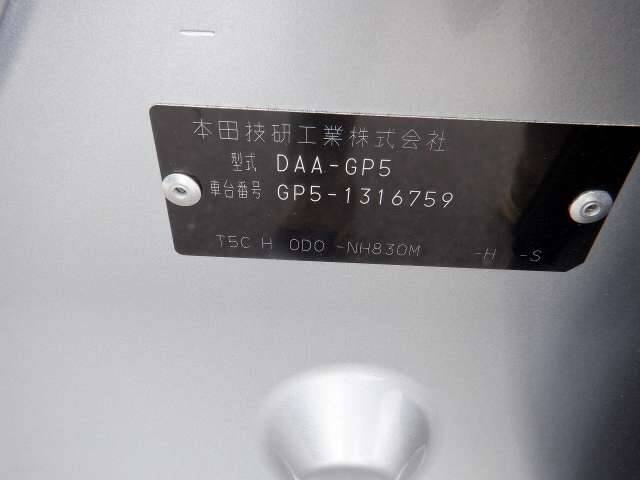 本田技研工業株式会社
型式 DAA-GP5
車台番号 GP5-1316759
T5C H 0D0 -NH830M -H -S